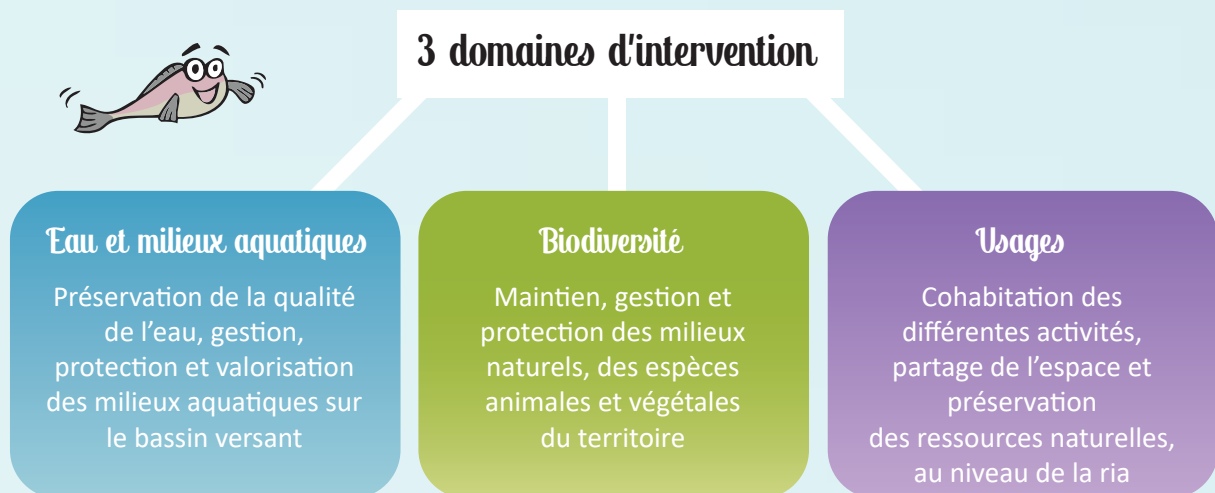 3 domaines d'intervention
Eau et milieux aquatiques
Préservation de la qualité
de l’eau, gestion,
protection et valorisation
des milieux aquatiques sur
le bassin versant
Biodiversité
Maintien, gestion et
protection des milieux
naturels, des espèces
animales et végétales
du territoire
Usages
Cohabitation des
différentes activités,
partage de l’espace et
préservation
des ressources naturelles,
au niveau de la ria